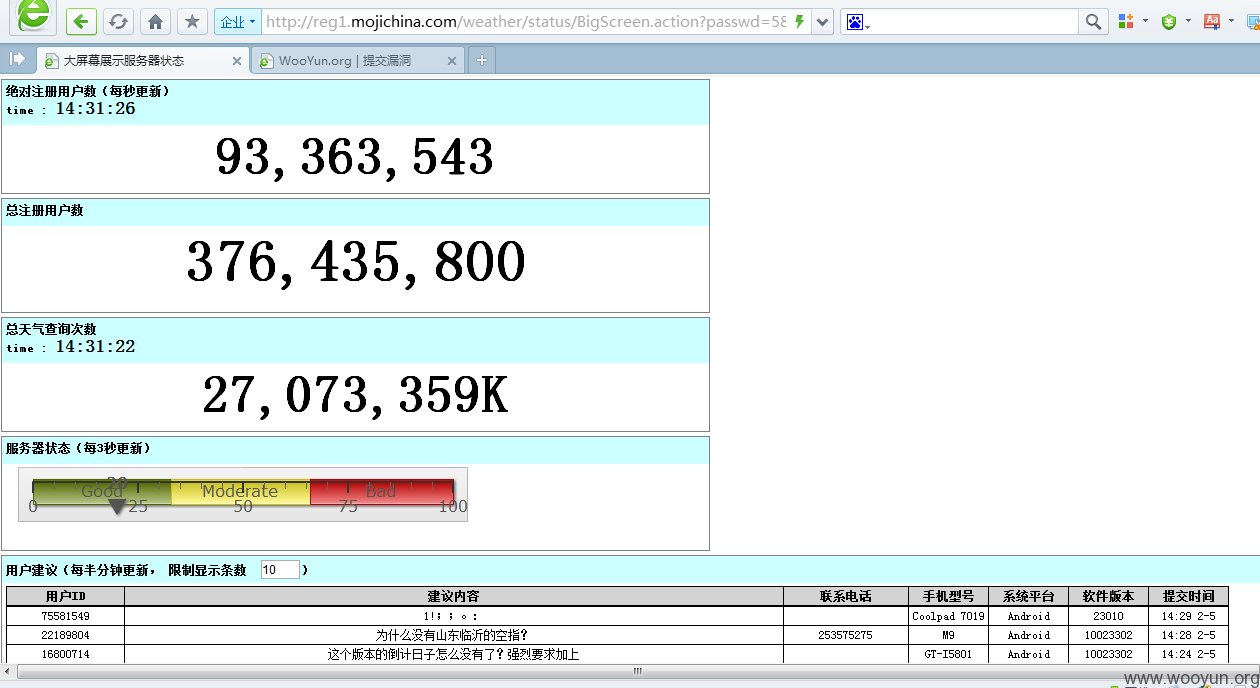 企业 http://reg1.mojichina.com/weather/status/BigScreen.action?passwd=58
大屏幕展示服务器状态 WooYun.org | 提交漏洞
绝对注册用户数（每秒更新）
time : 14:31:26
93,363,543
总注册用户数
376,435,800
总天气查询次数
time : 14:31:22
27,073,359K
服务器状态（每3秒更新）
20
Good Moderate Bad
0 25 50 75 100
用户建议（每半分钟更新， 限制显示条数 10 ）
用户ID 建议内容 联系电话 手机型号 系统平台 软件版本 提交时间
75581549 1!；；。： Coolpad 7019 Android 23010 14:29 2-5
22189804 为什么没有山东临沂的空指？ 253575275 M9 Android 10023302 14:28 2-5
16800714 这个版本的倒计日子怎么没有了？强烈要求加上 GT-I5801 Android 10023302 14:24 2-5
www.wooyun.org